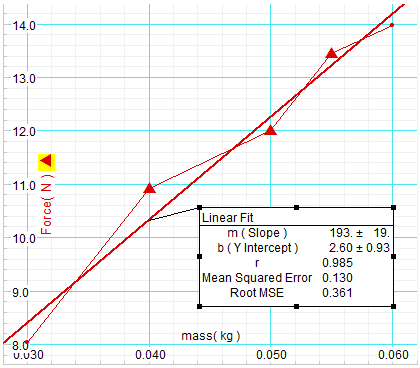 14.0
13.0
12.0
11.0
10.0
9.0
8.0
Force( N )
Linear Fit
m ( Slope ) 193. ± 19.
b ( Y Intercept ) 2.60 ± 0.93
r 0.985
Mean Squared Error 0.130
Root MSE 0.361
mass( kg )
0.030 0.040 0.050 0.060